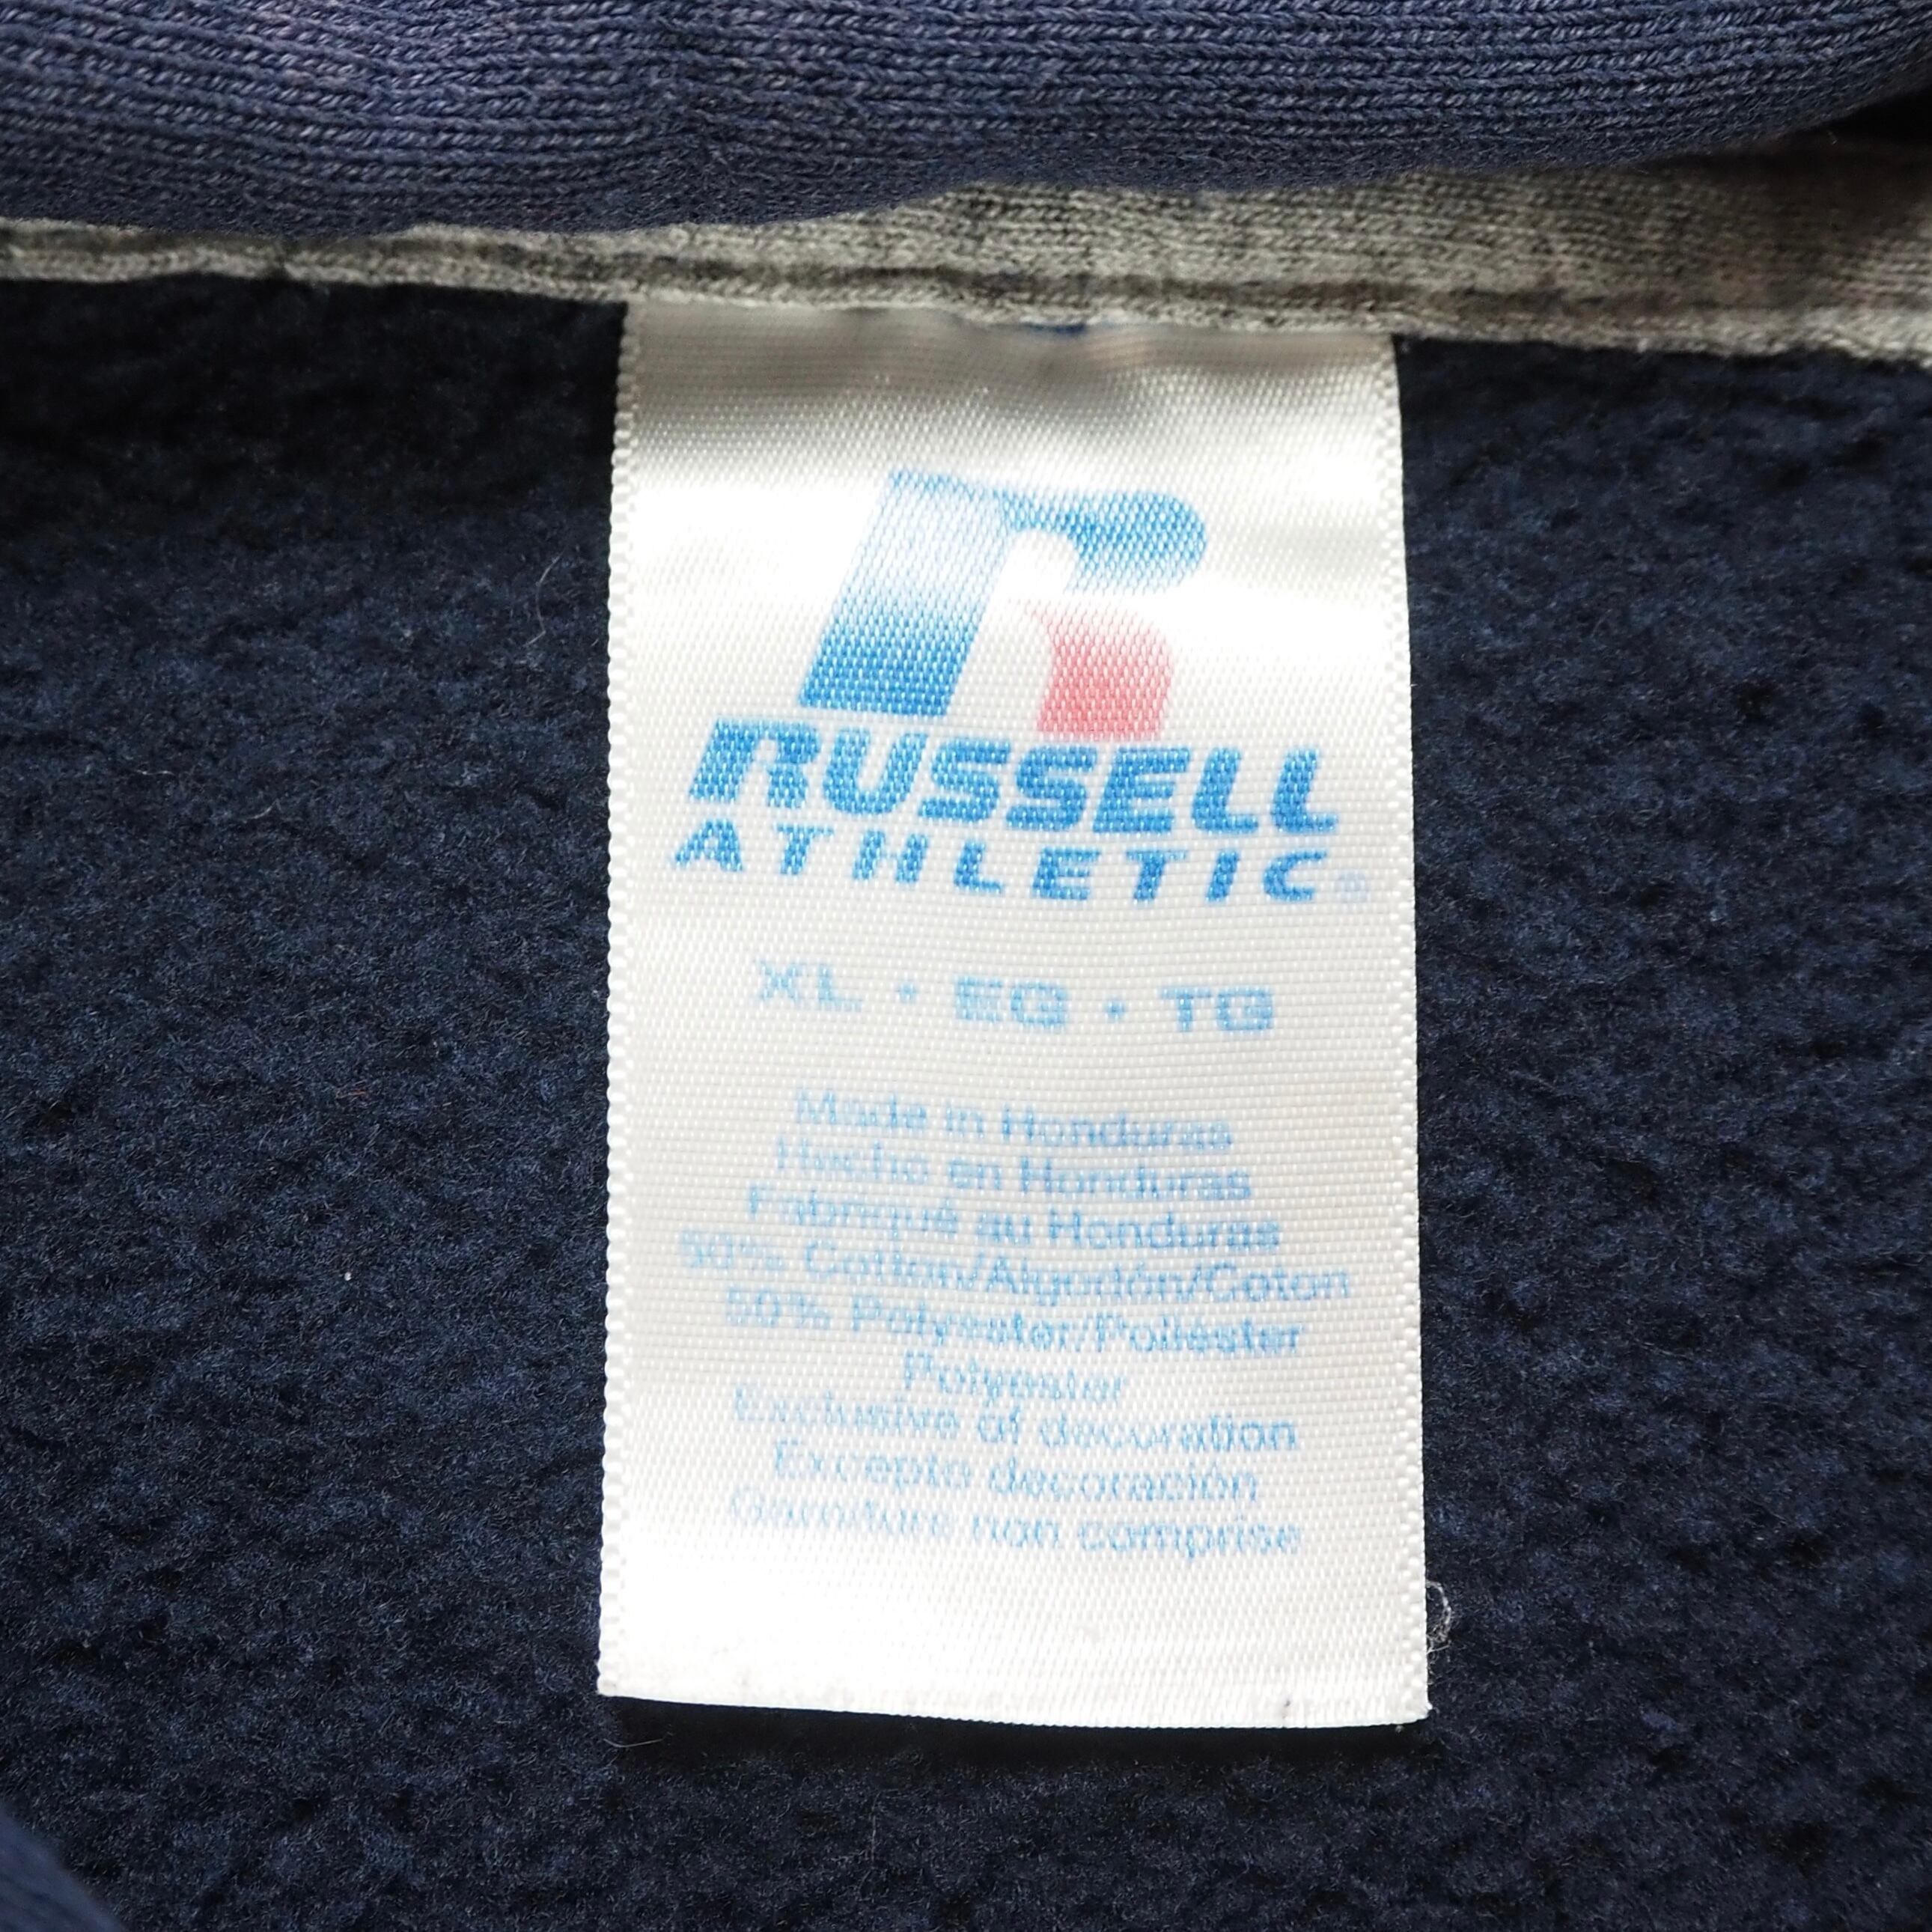 RUSSELL
ATHLETIC®
XL • EG • TG
Made in Honduras
Hecho en Honduras
Fabriqué au Honduras
50% Cotton/Algodón/Coton
50% Polyester/Poliéster
Polyester
Exclusive of decoration
Excepto decoración
Garniture non comprise